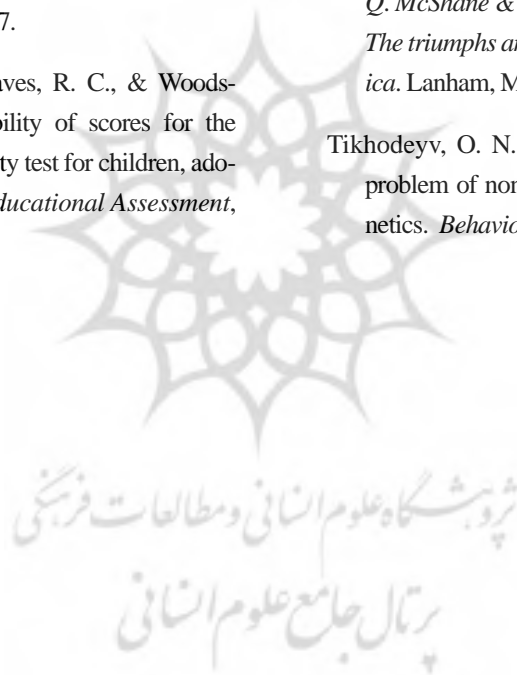 7.
aves, R. C., & Woods-
bility of scores for the
ty test for children, ado-
ducational Assessment,
Q. McShane &
The triumphs an
ica. Lanham, M
Tikhodeyv, O. N.
problem of non
netics. Behavio
پژوهشگاه علوم انسانی و مطالعات فرهنگی
پرتال جامع علوم انسانی